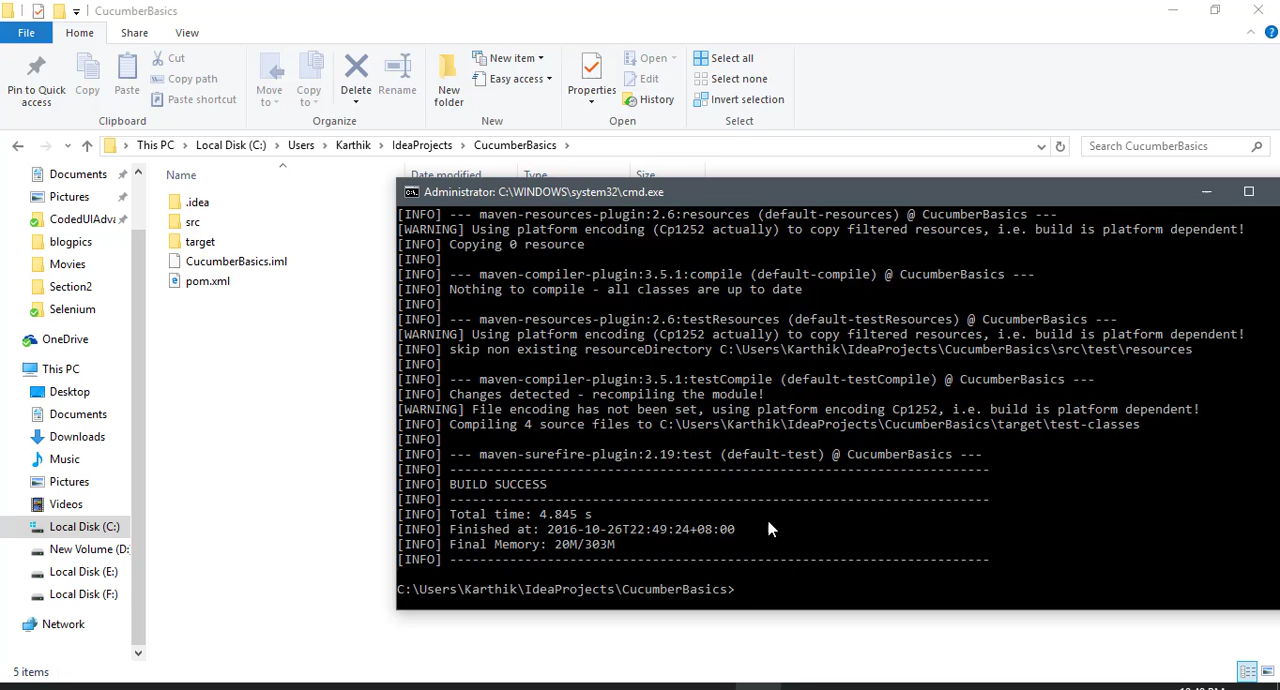 CucumberBasics
File
Home
Share
View
Pin to Quick access
Copy
Paste
Cut
Copy path
Paste shortcut
Clipboard
Move to
Copy to
Delete
Rename
Organize
New folder
New item
Easy access
New
Properties
Open
Edit
History
Open
Select all
Select none
Invert selection
Select
This PC > Local Disk (C:) > Users > Karthik > IdeaProjects > CucumberBasics >
Search CucumberBasics
Documents
Pictures
CodedUIAdva
blogpics
Movies
Section2
Selenium
OneDrive
This PC
Desktop
Documents
Downloads
Music
Pictures
Videos
Local Disk (C:)
New Volume (D:
Local Disk (E:)
Local Disk (F:)
Network
Name
Date modified
Type
Size
.idea
src
target
CucumberBasics.iml
pom.xml
Administrator: C:\WINDOWS\system32\cmd.exe
[INFO] --- maven-resources-plugin:2.6:resources (default-resources) @ CucumberBasics ---
[WARNING] Using platform encoding (Cp1252 actually) to copy filtered resources, i.e. build is platform dependent!
[INFO] Copying 0 resource
[INFO]
[INFO] --- maven-compiler-plugin:3.5.1:compile (default-compile) @ CucumberBasics ---
[INFO] Nothing to compile - all classes are up to date
[INFO]
[INFO] --- maven-resources-plugin:2.6:testResources (default-testResources) @ CucumberBasics ---
[WARNING] Using platform encoding (Cp1252 actually) to copy filtered resources, i.e. build is platform dependent!
[INFO] skip non existing resourceDirectory C:\Users\Karthik\IdeaProjects\CucumberBasics\src\test\resources
[INFO]
[INFO] --- maven-compiler-plugin:3.5.1:testCompile (default-testCompile) @ CucumberBasics ---
[INFO] Changes detected - recompiling the module!
[WARNING] File encoding has not been set, using platform encoding Cp1252, i.e. build is platform dependent!
[INFO] Compiling 4 source files to C:\Users\Karthik\IdeaProjects\CucumberBasics\target\test-classes
[INFO]
[INFO] --- maven-surefire-plugin:2.19:test (default-test) @ CucumberBasics ---
[INFO] ------------------------------------------------------------------------
[INFO] BUILD SUCCESS
[INFO] ------------------------------------------------------------------------
[INFO] Total time: 4.845 s
[INFO] Finished at: 2016-10-26T22:49:24+08:00
[INFO] Final Memory: 20M/303M
[INFO] ------------------------------------------------------------------------
C:\Users\Karthik\IdeaProjects\CucumberBasics>
5 items